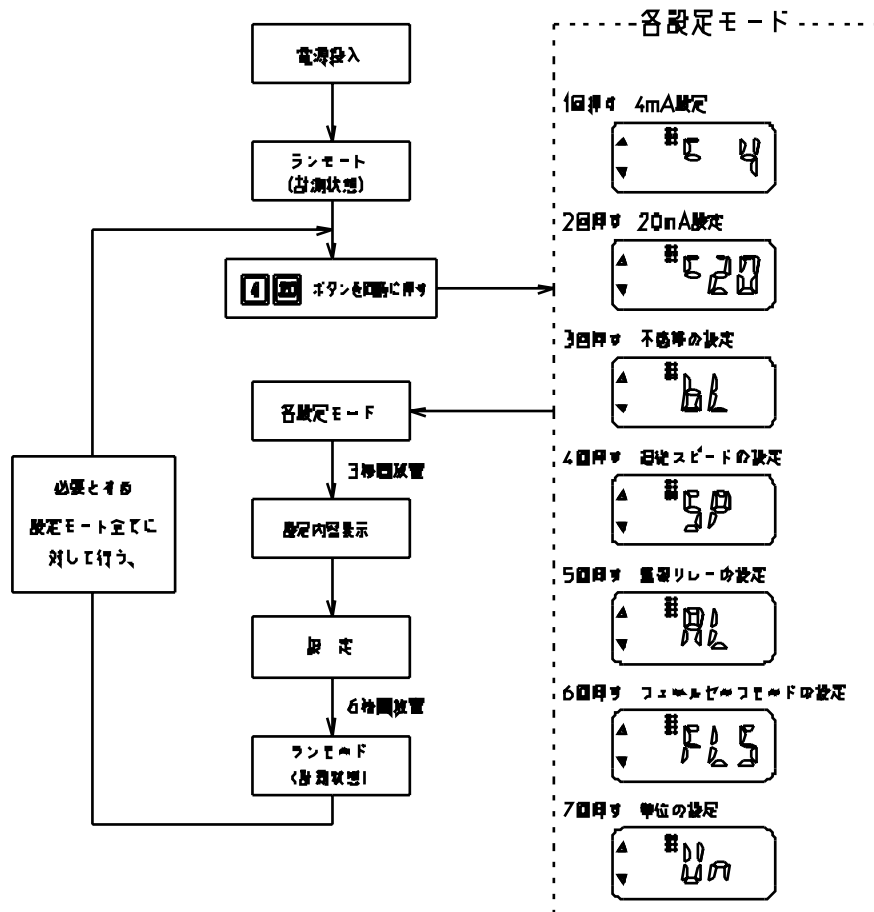 各設定モード
電源投入
ランモード
(計測状態)
4 20 ボタンを同時に押す
各設定モード
3秒間放置
設定内容表示
設 定
6秒間放置
ランモード
(計測状態)
必要とする
設定モード全てに
対して行う、
1回押す 4mA設定
C 4
2回押す 20mA設定
C20
3回押す 不感帯の設定
bL
4回押す 追従スピードの設定
SP
5回押す 警報リレーの設定
AL
6回押す フェールセーフモードの設定
FLS
7回押す 単位の設定
Un